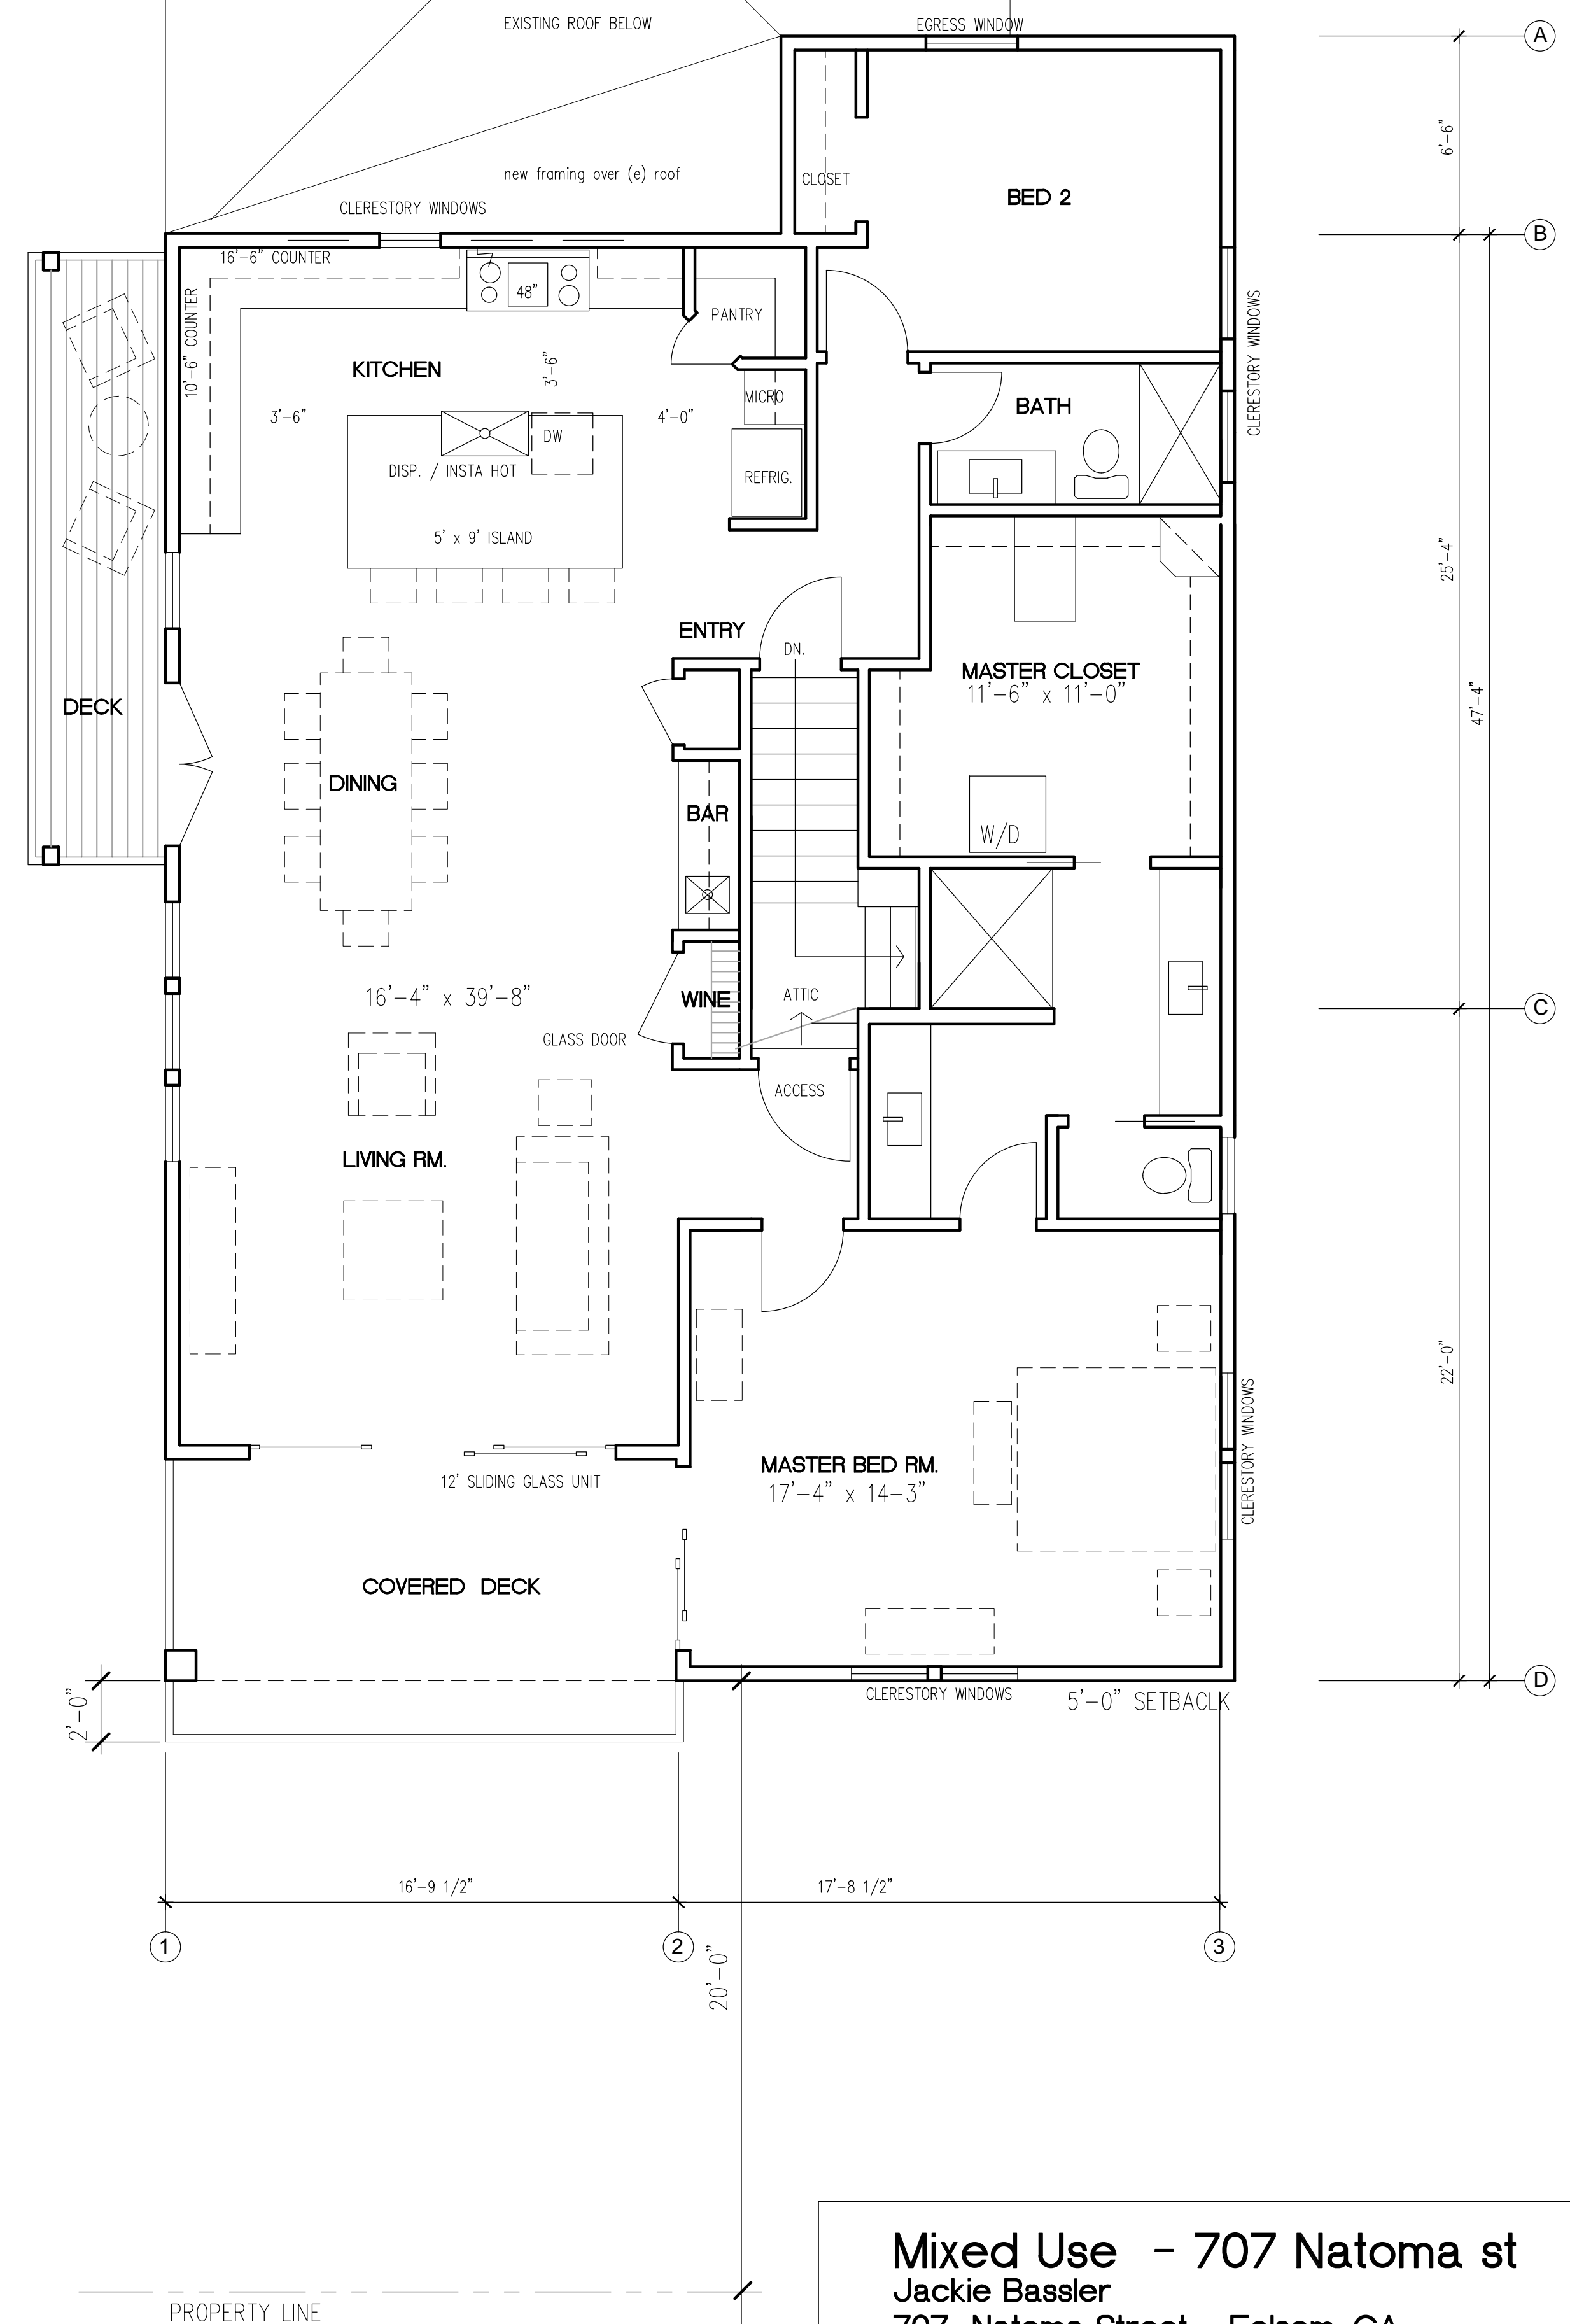 EXISTING ROOF BELOW
EGRESS WINDOW
A
6'-6"
new framing over (e) roof
CLOSET
BED 2
CLERESTORY WINDOWS
B
16'-6" COUNTER
10'-6" COUNTER
48"
PANTRY
CLERESTORY WINDOWS
KITCHEN
3'-6"
MICRO
BATH
3'-6"
4'-0"
DW
DISP. / INSTA HOT
REFRIG.
5' x 9' ISLAND
25'-4"
ENTRY
DN.
MASTER CLOSET
11'-6" x 11'-0"
47'-4"
DECK
DINING
BAR
W/D
16'-4" x 39'-8"
WINE
ATTIC
C
GLASS DOOR
ACCESS
LIVING RM.
22'-0"
CLERESTORY WINDOWS
MASTER BED RM.
17'-4" x 14-3"
12' SLIDING GLASS UNIT
COVERED DECK
D
CLERESTORY WINDOWS
5'-0" SETBACLK
2'-0"
16'-9 1/2"
17'-8 1/2"
1
2
3
20'-0"
Mixed Use - 707 Natoma st
Jackie Bassler
707 Natoma Street Folsom, CA
PROPERTY LINE